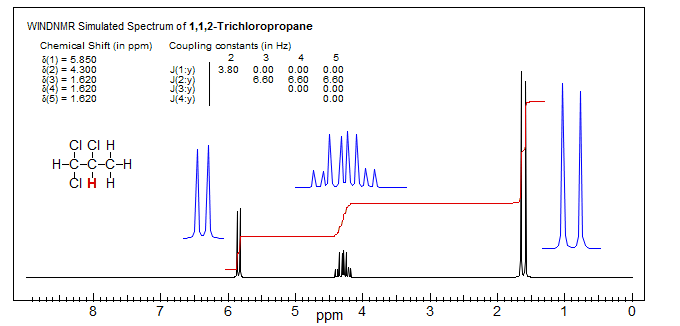 WINDNMR Simulated Spectrum of 1,1,2-Trichloropropane
Chemical Shift (in ppm) Coupling constants (in Hz)
2 3 4 5
δ(1) = 5.850
δ(2) = 4.300 J(1:y) 3.80 0.00 0.00 0.00
δ(3) = 1.620 J(2:y) 6.60 6.60 6.60
δ(4) = 1.620 J(3:y) 0.00 0.00
δ(5) = 1.620 J(4:y) 0.00
Cl Cl H
H-C-C-C-H
Cl H H
8 7 6 5 4 3 2 1 0
ppm